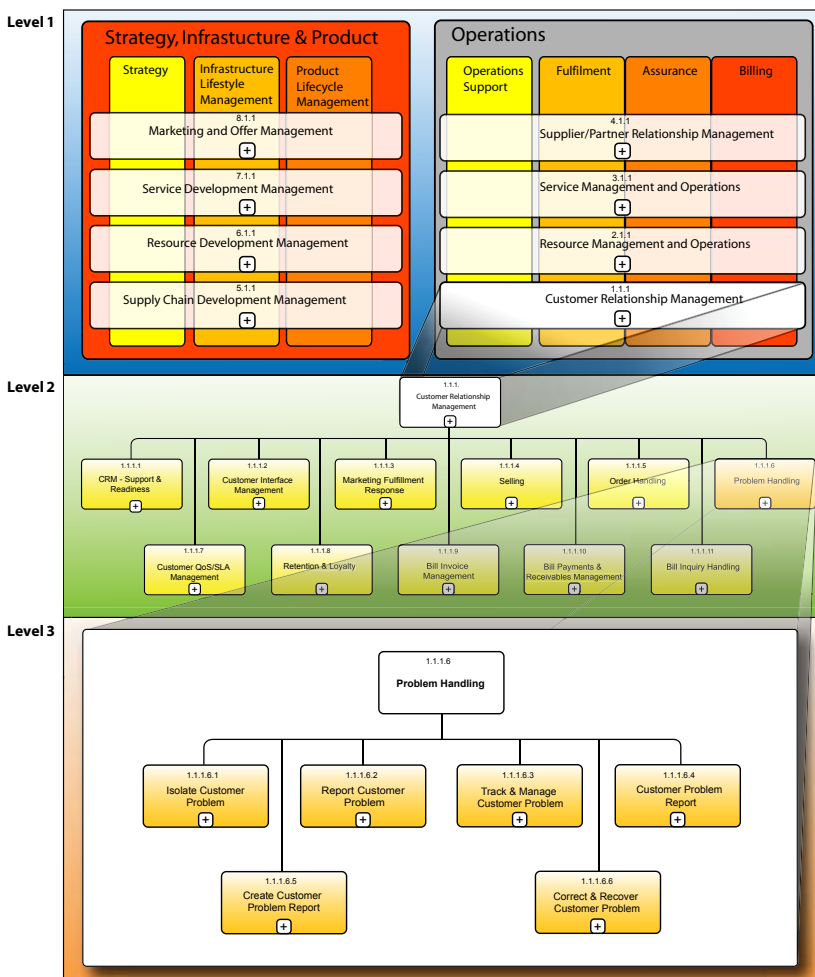 Level 1
Strategy, Infrastucture & Product
Strategy
Infrastructure
Lifestyle
Management
Product
Lifecycle
Management
8.1.1
Marketing and Offer Management
+
7.1.1
Service Development Management
+
6.1.1
Resource Development Management
+
5.1.1
Supply Chain Development Management
+
Operations
Operations
Support
Fulfilment
Assurance
Billing
4.1.1
Supplier/Partner Relationship Management
+
3.1.1
Service Management and Operations
+
2.1.1
Resource Management and Operations
+
1.1.1
Customer Relationship Management
+
Level 2
1.1.1.
Customer Relationship
Management
+
1.1.1.1
CRM - Support &
Readiness
+
1.1.1.2
Customer Interface
Management
+
1.1.1.3
Marketing Fulfillment
Response
+
1.1.1.4
Selling
+
1.1.1.5
Order Handling
+
1.1.1.6
Problem Handling
+
1.1.1.7
Customer QoS/SLA
Management
+
1.1.1.8
Retention & Loyalty
+
1.1.1.9
Bill Invoice
Management
+
1.1.1.10
Bill Payments &
Receivables Management
+
1.1.1.11
Bill Inquiry Handling
+
Level 3
1.1.1.6
Problem Handling
1.1.1.6.1
Isolate Customer
Problem
+
1.1.1.6.2
Report Customer
Problem
+
1.1.1.6.3
Track & Manage
Customer Problem
+
1.1.1.6.4
Customer Problem
Report
+
1.1.1.6.5
Create Customer
Problem Report
+
1.1.1.6.6
Correct & Recover
Customer Problem
+